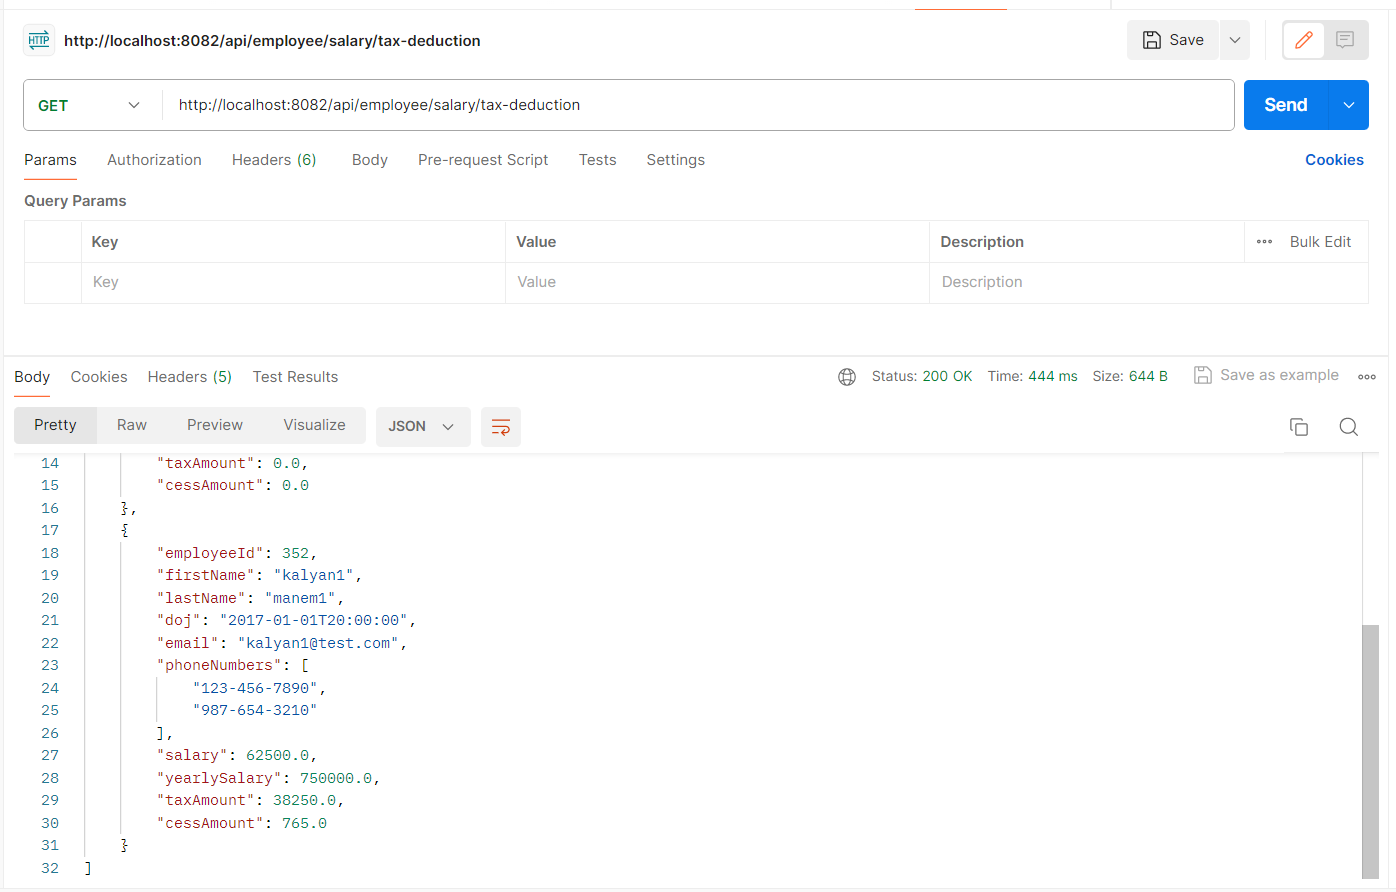 HTTP http://localhost:8082/api/employee/salary/tax-deduction Save
GET http://localhost:8082/api/employee/salary/tax-deduction Send
Params Authorization Headers (6) Body Pre-request Script Tests Settings Cookies
Query Params
Key Value Description Bulk Edit
Key Value Description
Body Cookies Headers (5) Test Results Status: 200 OK Time: 444 ms Size: 644 B Save as example
Pretty Raw Preview Visualize JSON
14 "taxAmount": 0.0,
15 "cessAmount": 0.0
16 },
17 {
18 "employeeId": 352,
19 "firstName": "kalyan1",
20 "lastName": "manem1",
21 "doj": "2017-01-01T20:00:00",
22 "email": "kalyan1@test.com",
23 "phoneNumbers": [
24 "123-456-7890",
25 "987-654-3210"
26 ],
27 "salary": 62500.0,
28 "yearlySalary": 750000.0,
29 "taxAmount": 38250.0,
30 "cessAmount": 765.0
31 }
32 ]